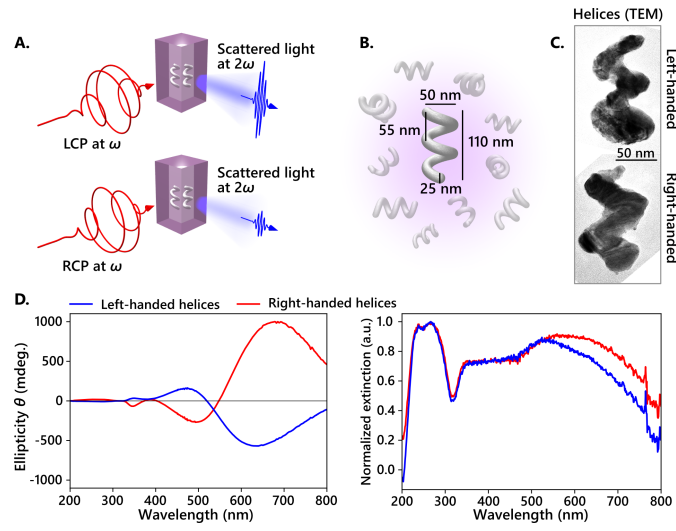 Helices (TEM)
A.
B.
C.
Scattered light
at 2ω
LCP at ω
Scattered light
at 2ω
RCP at ω
50 nm
55 nm
110 nm
25 nm
Left-handed
50 nm
Right-handed
D.
Left-handed helices
Right-handed helices
Ellipticity θ (mdeg.)
1000
500
0
-500
-1000
200 300 400 500 600 700 800
Wavelength (nm)
Normalized extinction (a.u.)
1.0
0.8
0.6
0.4
0.2
0.0
200 300 400 500 600 700 800
Wavelength (nm)